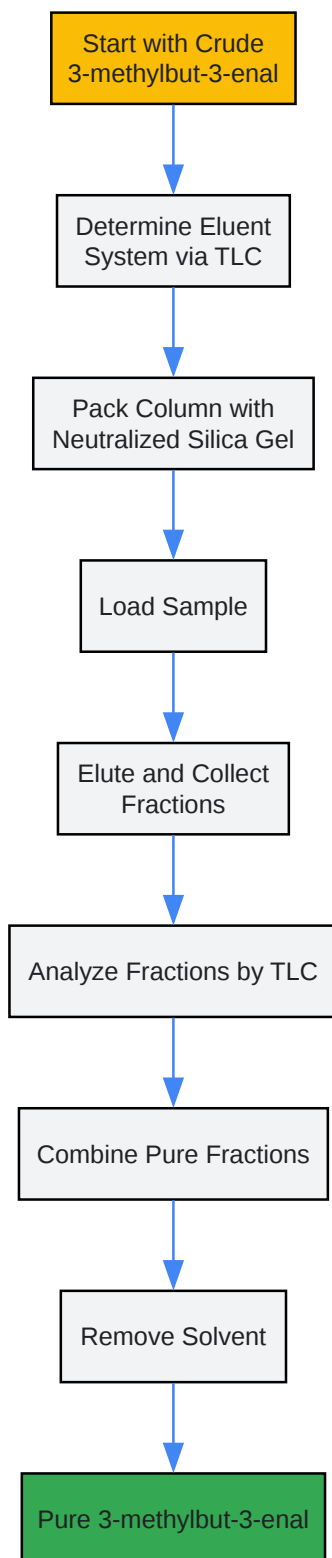 Start with Crude
3-methylbut-3-enal
Determine Eluent
System via TLC
Pack Column with
Neutralized Silica Gel
Load Sample
Elute and Collect
Fractions
Analyze Fractions by TLC
Combine Pure Fractions
Remove Solvent
Pure 3-methylbut-3-enal